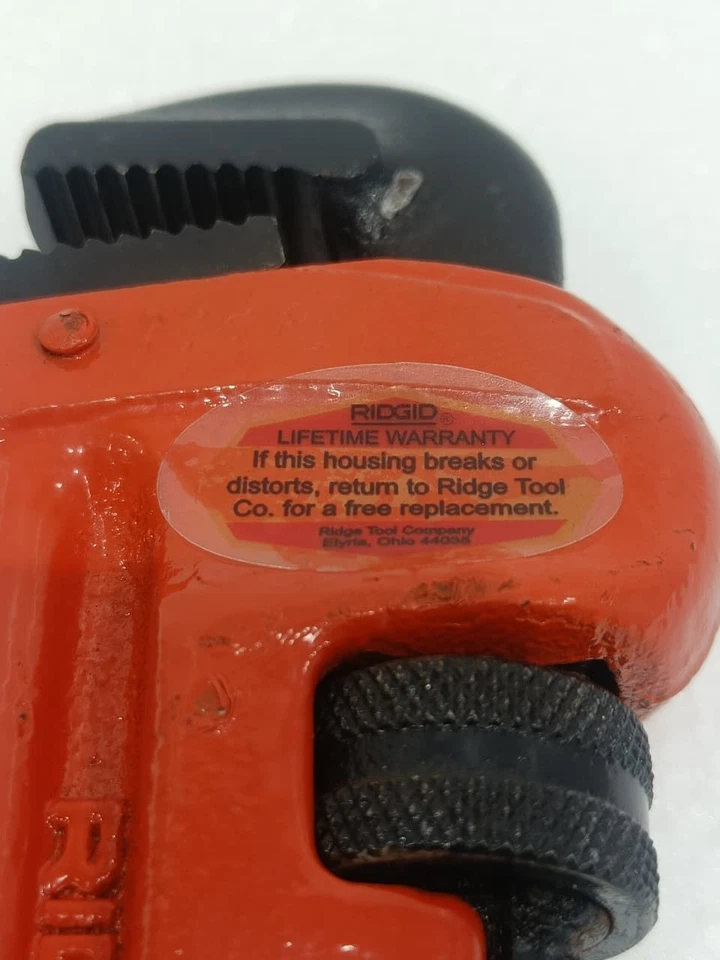 RIDGID®
LIFETIME WARRANTY
If this housing breaks or
distorts, return to Ridge Tool
Co. for a free replacement.
Ridge Tool Company
Elyria, Ohio 44035
RID